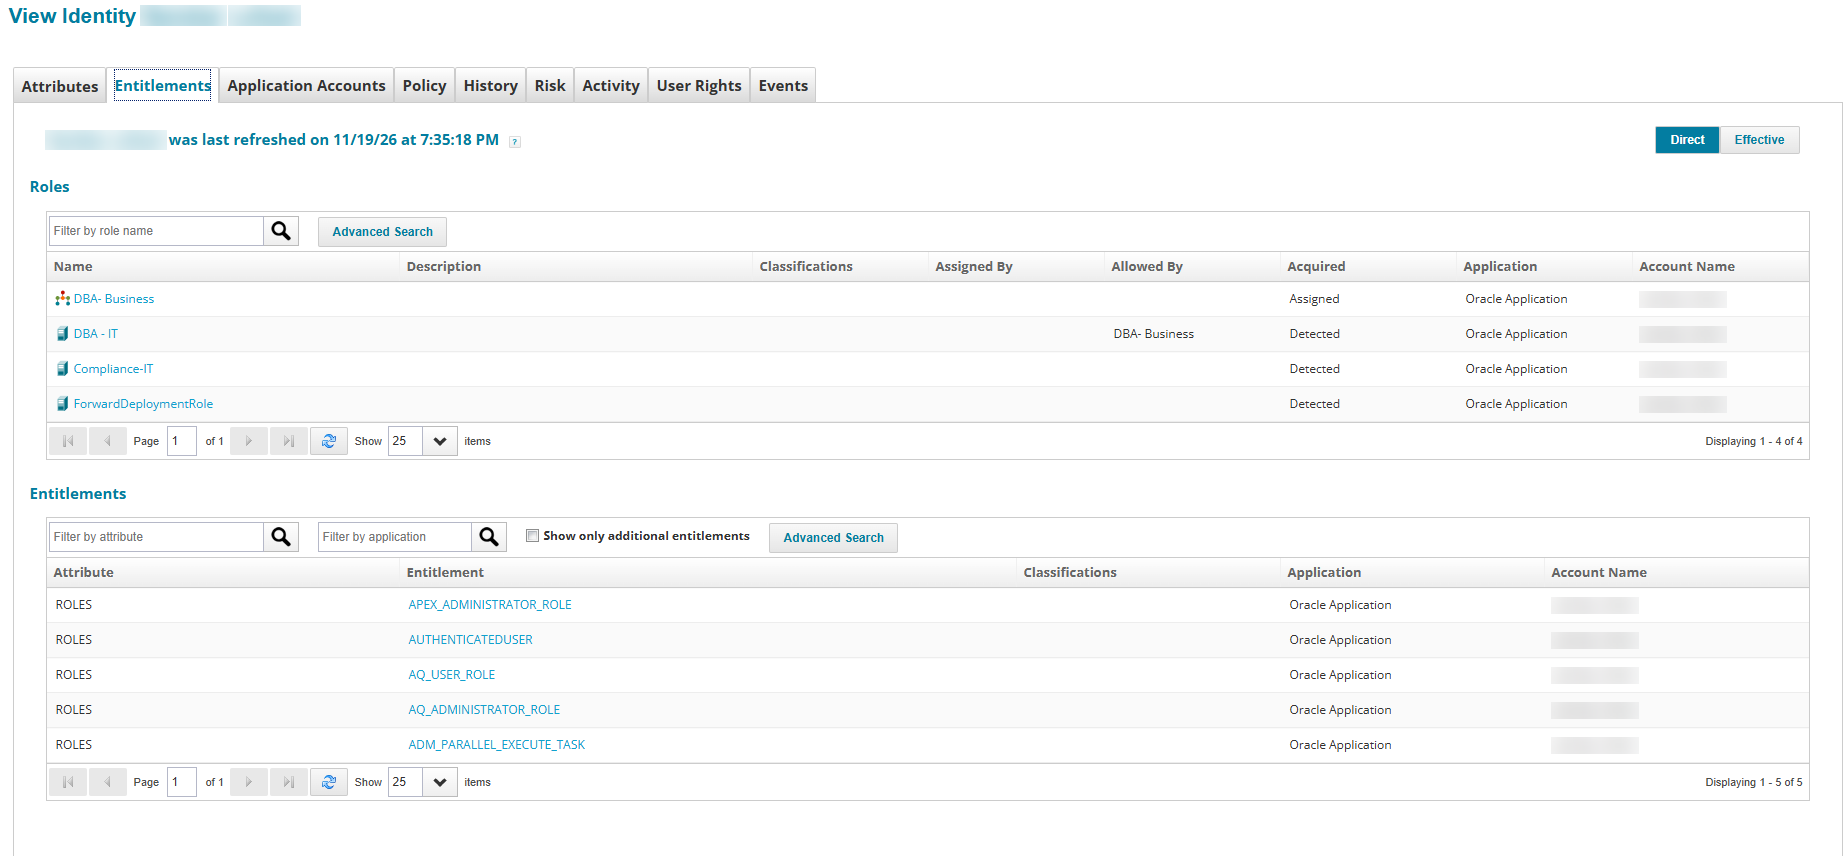 View Identity
Attributes Entitlements Application Accounts Policy History Risk Activity User Rights Events
was last refreshed on 11/19/26 at 7:35:18 PM ? Direct Effective
Roles
Filter by role name Advanced Search
Name Description Classifications Assigned By Allowed By Acquired Application Account Name
DBA- Business Assigned Oracle Application
DBA - IT DBA- Business Detected Oracle Application
Compliance-IT Detected Oracle Application
ForwardDeploymentRole Detected Oracle Application
Page 1 of 1 Show 25 items Displaying 1 - 4 of 4
Entitlements
Filter by attribute Filter by application Show only additional entitlements Advanced Search
Attribute Entitlement Classifications Application Account Name
ROLES APEX_ADMINISTRATOR_ROLE Oracle Application
ROLES AUTHENTICATEDUSER Oracle Application
ROLES AQ_USER_ROLE Oracle Application
ROLES AQ_ADMINISTRATOR_ROLE Oracle Application
ROLES ADM_PARALLEL_EXECUTE_TASK Oracle Application
Page 1 of 1 Show 25 items Displaying 1 - 5 of 5